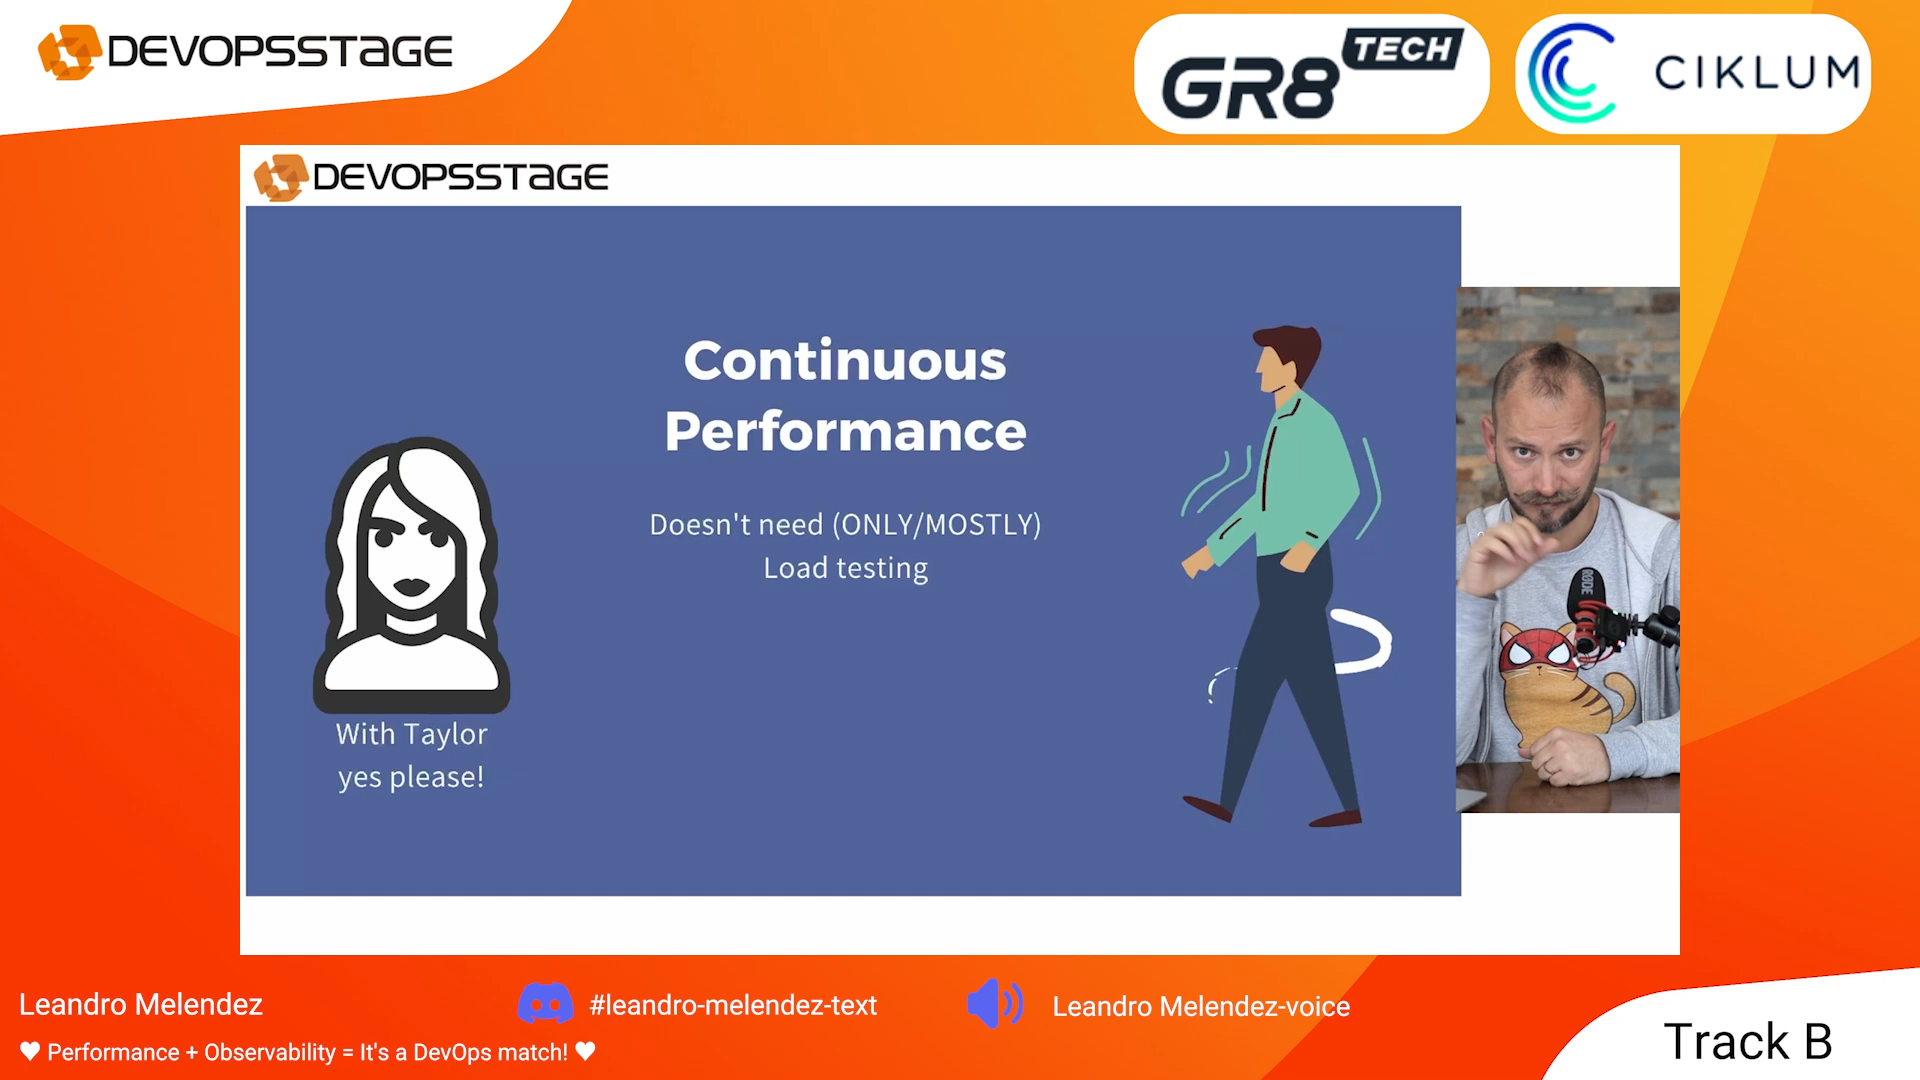 DEVOPSSTAGE
GR8 TECH
CIKLUM
DEVOPSSTAGE
Continuous
Performance
Doesn't need (ONLY/MOSTLY)
Load testing
With Taylor
yes please!
RØDE
Leandro Melendez
#leandro-melendez-text
Leandro Melendez-voice
♥ Performance + Observability = It's a DevOps match! ♥
Track B